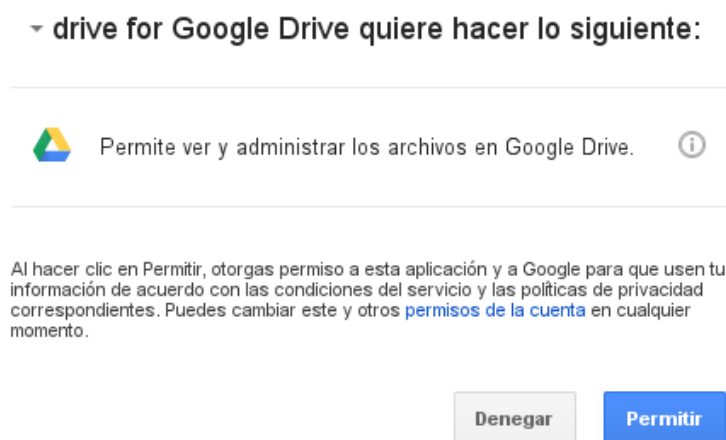 drive for Google Drive quiere hacer lo siguiente:
Permite ver y administrar los archivos en Google Drive.
Al hacer clic en Permitir, otorgas permiso a esta aplicación y a Google para que usen tu
información de acuerdo con las condiciones del servicio y las políticas de privacidad
correspondientes. Puedes cambiar este y otros permisos de la cuenta en cualquier
momento.
Denegar
Permitir